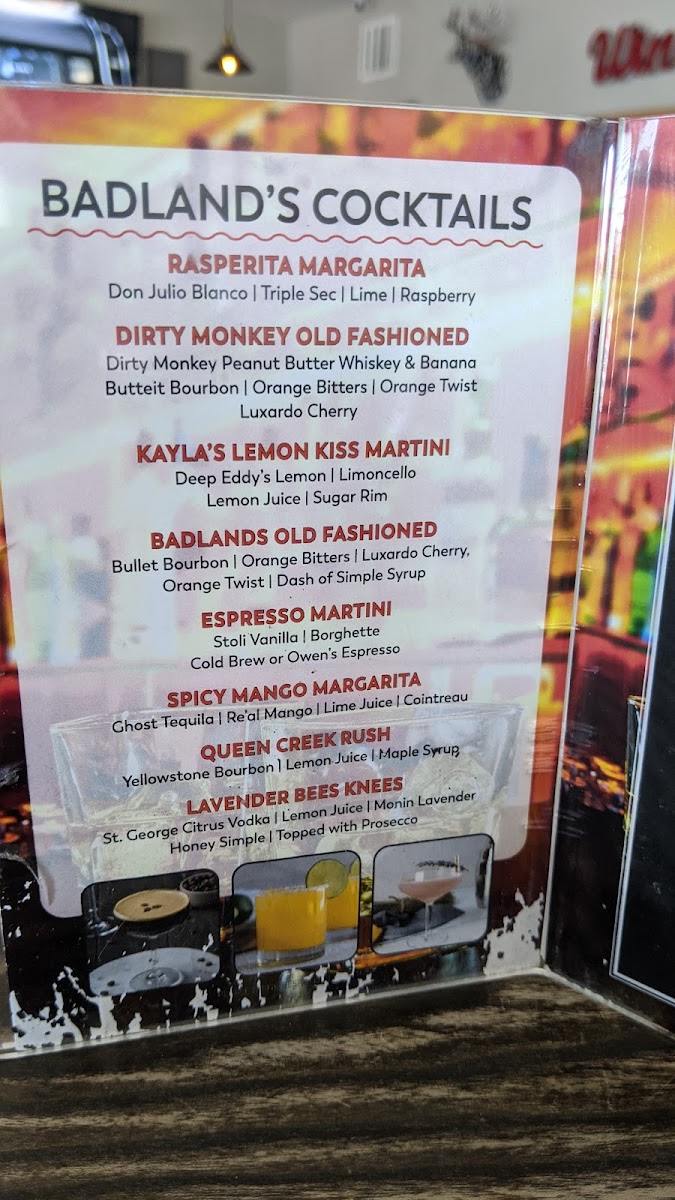 Win
BADLAND'S COCKTAILS
RASPERITA MARGARITA
Don Julio Blanco | Triple Sec | Lime | Raspberry
DIRTY MONKEY OLD FASHIONED
Dirty Monkey Peanut Butter Whiskey & Banana
Butteit Bourbon | Orange Bitters | Orange Twist
Luxardo Cherry
KAYLA'S LEMON KISS MARTINI
Deep Eddy's Lemon | Limoncello
Lemon Juice | Sugar Rim
BADLANDS OLD FASHIONED
Bullet Bourbon | Orange Bitters | Luxardo Cherry,
Orange Twist | Dash of Simple Syrup
ESPRESSO MARTINI
Stoli Vanilla | Borghette
Cold Brew or Owen's Espresso
SPICY MANGO MARGARITA
Ghost Tequila | Re'al Mango | Lime Juice | Cointreau
QUEEN CREEK RUSH
Yellowstone Bourbon | Lemon Juice | Maple Syrup
LAVENDER BEES KNEES
St. George Citrus Vodka | Lemon Juice | Monin Lavender
Honey Simple | Topped with Prosecco